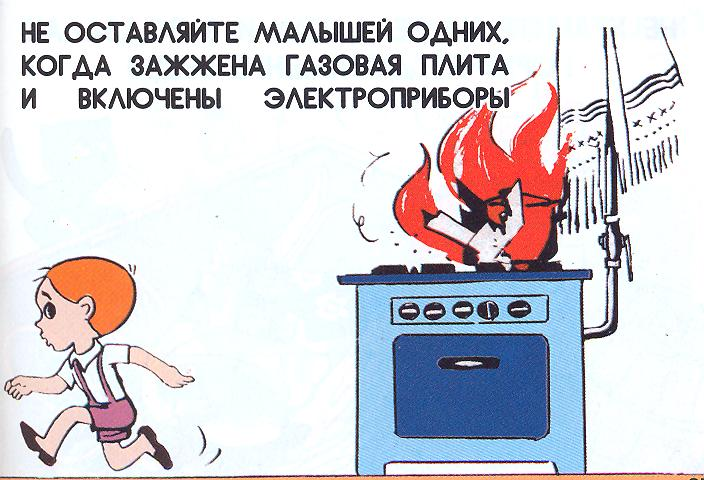 НЕ ОСТАВЛЯЙТЕ МАЛЫШЕЙ ОДНИХ,
КОГДА ЗАЖЖЕНА ГАЗОВАЯ ПЛИТА
И ВКЛЮЧЕНЫ ЭЛЕКТРОПРИБОРЫ